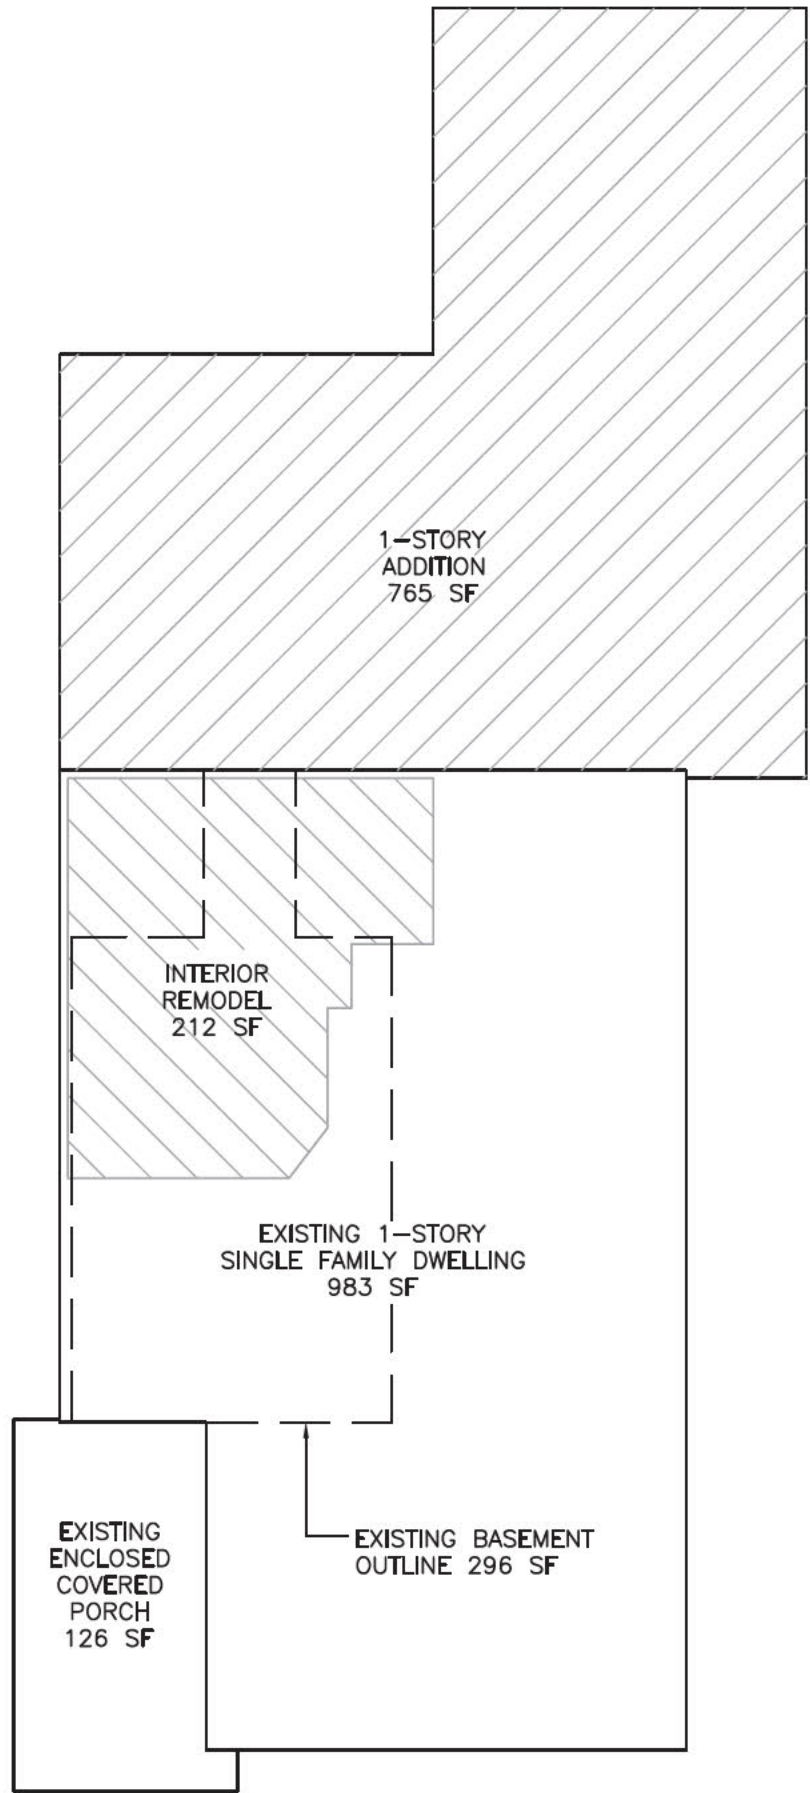 1-STORY
ADDITION
765 SF
INTERIOR
REMODEL
212 SF
EXISTING 1-STORY
SINGLE FAMILY DWELLING
983 SF
EXISTING
ENCLOSED
COVERED
PORCH
126 SF
EXISTING BASEMENT
OUTLINE 296 SF